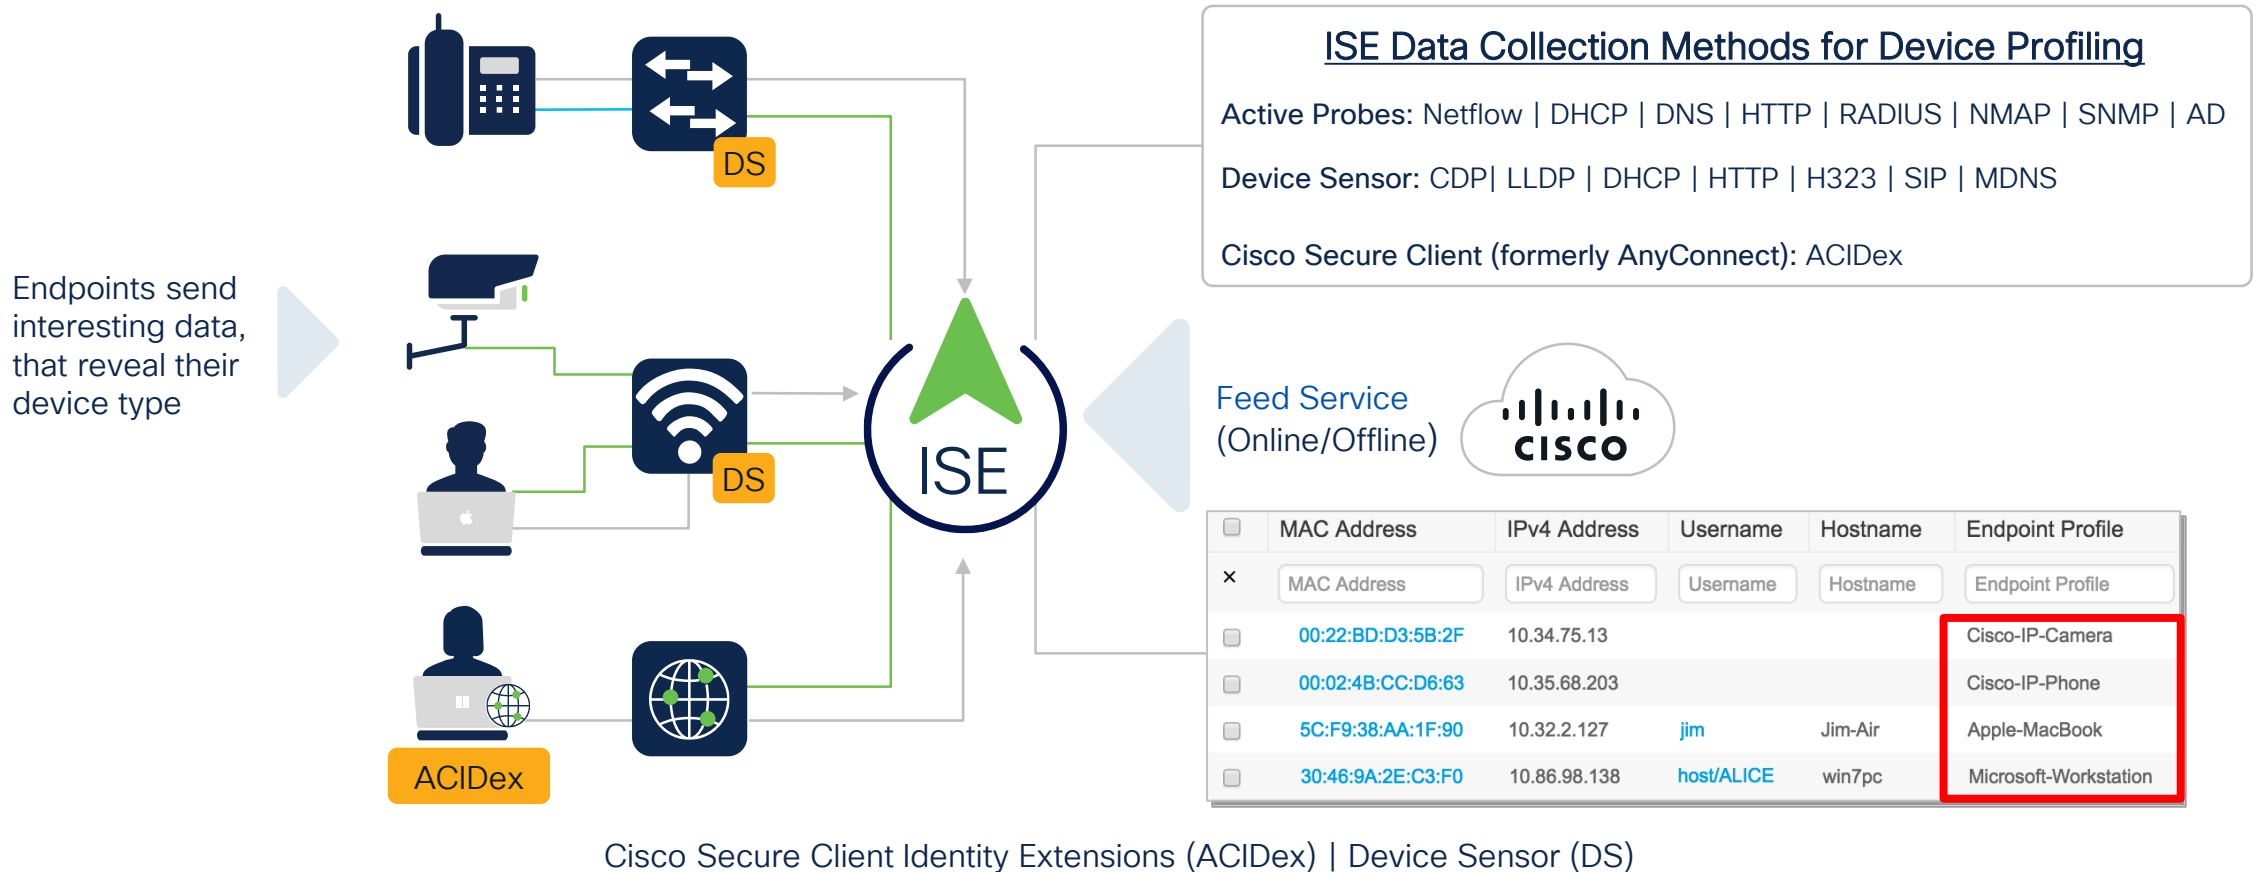 ISE Data Collection Methods for Device Profiling
Active Probes: Netflow | DHCP | DNS | HTTP | RADIUS | NMAP | SNMP | AD
Device Sensor: CDP| LLDP | DHCP | HTTP | H323 | SIP | MDNS
Cisco Secure Client (formerly AnyConnect): ACIDex
DS
Endpoints send
interesting data,
that reveal their
device type
DS
ISE
ACIDex
Feed Service
(Online/Offline)
CISCO
MAC Address IPv4 Address Username Hostname Endpoint Profile
× MAC Address IPv4 Address Username Hostname Endpoint Profile
00:22:BD:D3:5B:2F 10.34.75.13 Cisco-IP-Camera
00:02:4B:CC:D6:63 10.35.68.203 Cisco-IP-Phone
5C:F9:38:AA:1F:90 10.32.2.127 jim Jim-Air Apple-MacBook
30:46:9A:2E:C3:F0 10.86.98.138 host/ALICE win7pc Microsoft-Workstation
Cisco Secure Client Identity Extensions (ACIDex) | Device Sensor (DS)